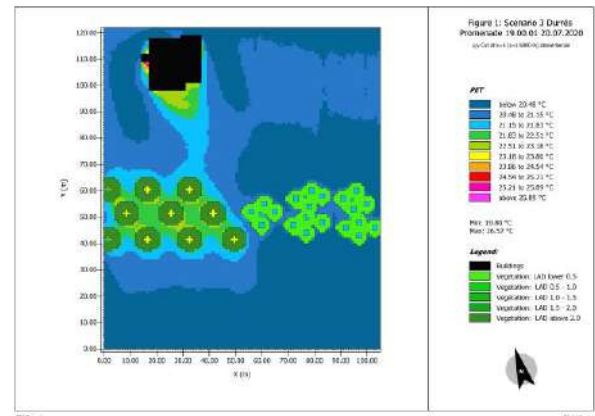 Figure 1: Scenario 3 Durrës
Promenade 19.00.01 20.07.2020
PET
below 20.48 °C
20.48 to 21.15 °C
21.15 to 21.83 °C
21.83 to 22.51 °C
22.51 to 23.18 °C
23.18 to 23.86 °C
23.86 to 24.54 °C
24.54 to 25.21 °C
25.21 to 25.89 °C
above 25.89 °C
Min: 19.80 °C
Max: 26.57 °C
Legend:
Buildings
Vegetation: LAD lower 0.5
Vegetation: LAD 0.5 - 1.0
Vegetation: LAD 1.0 - 1.5
Vegetation: LAD 1.5 - 2.0
Vegetation: LAD above 2.0
N
120.00
110.00
100.00
90.00
80.00
70.00
60.00
50.00
40.00
30.00
20.00
10.00
0.00
Y (m)
0.00 10.00 20.00 30.00 40.00 50.00 60.00 70.00 80.00 90.00 100.00
X (m)